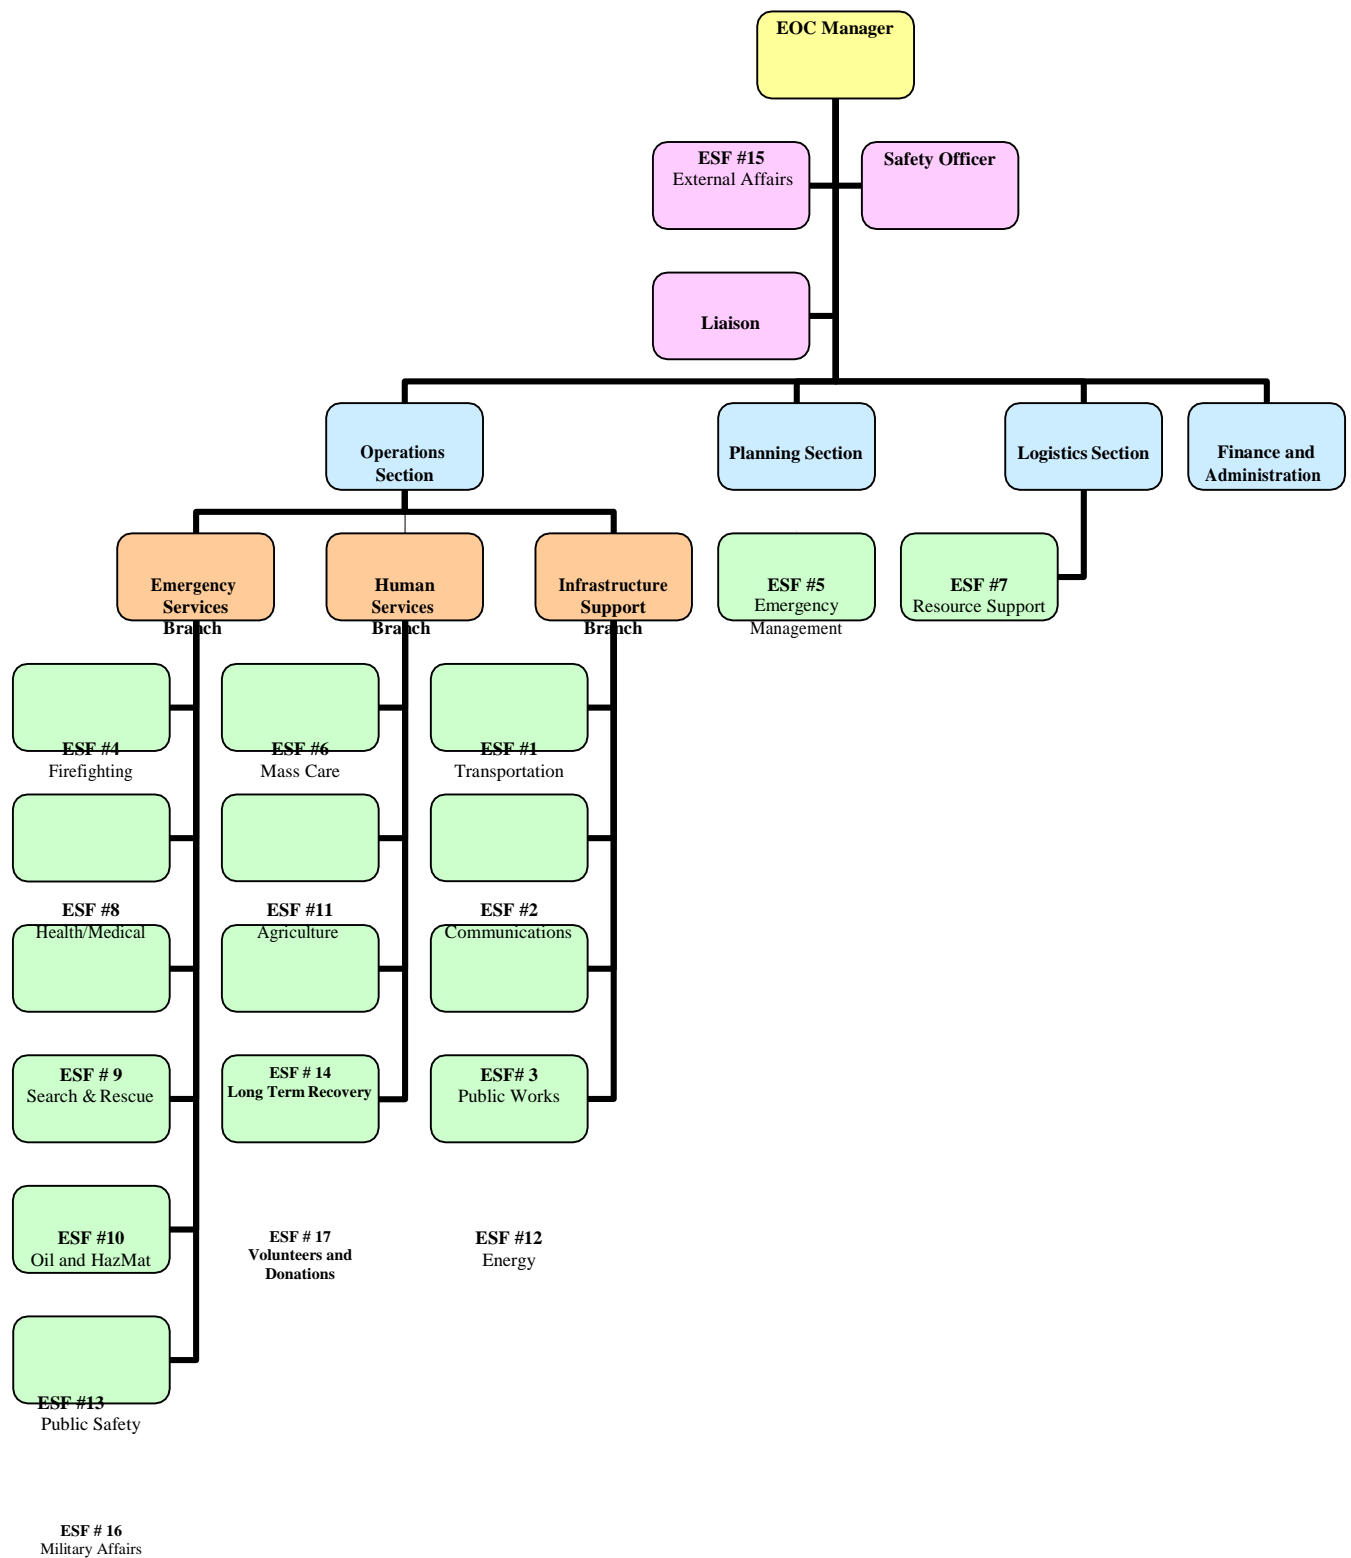 EOC Manager
ESF #15
External Affairs
Safety Officer
Liaison
Operations
Section
Planning Section
Logistics Section
Finance and
Administration
Emergency
Services
Branch
Human
Services
Branch
Infrastructure
Support
Branch
ESF #5
Emergency
Management
ESF #7
Resource Support
ESF #4
Firefighting
ESF #6
Mass Care
ESF #1
Transportation
ESF #8
Health/Medical
ESF #11
Agriculture
ESF #2
Communications
ESF # 9
Search & Rescue
ESF # 14
Long Term Recovery
ESF# 3
Public Works
ESF #10
Oil and HazMat
ESF # 17
Volunteers and
Donations
ESF #12
Energy
ESF #13
Public Safety
ESF # 16
Military Affairs